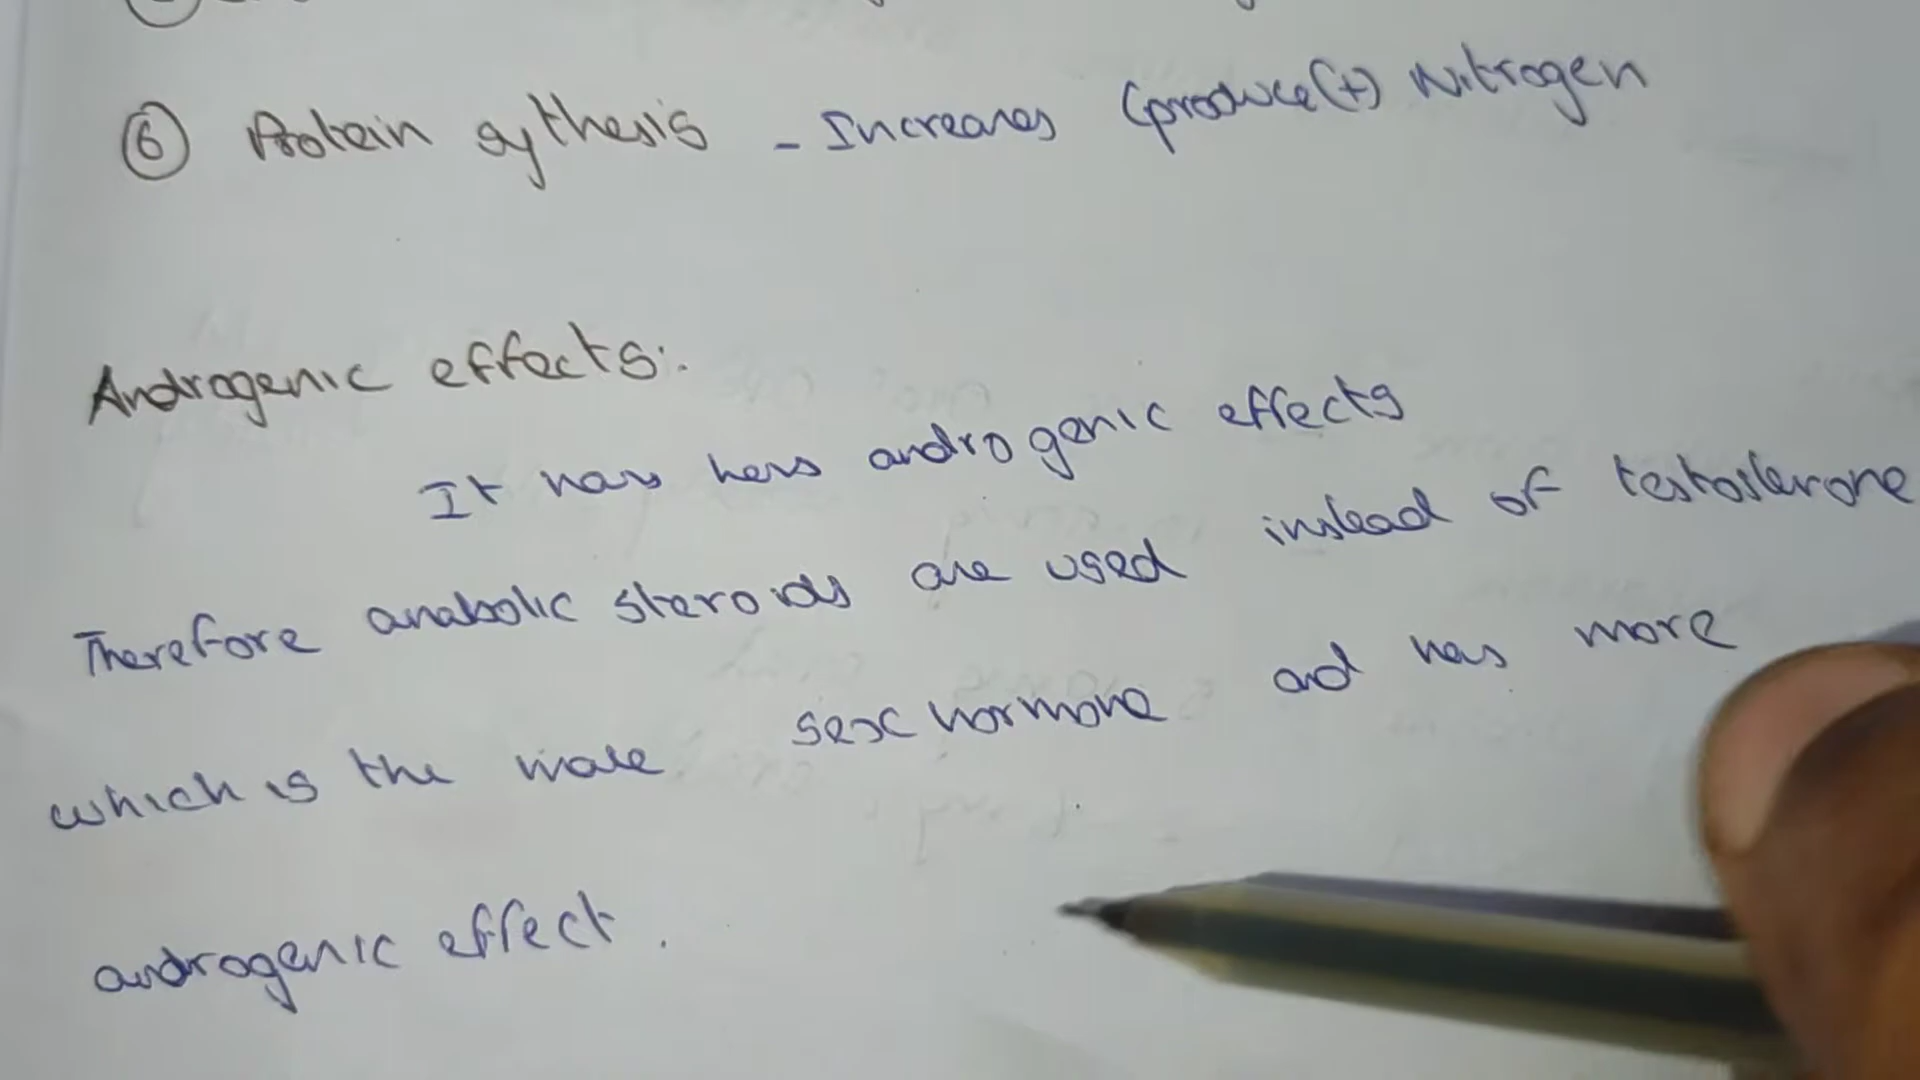 ⑥ Protein sythesis - Increases (produce(+) Nitrogen
Androgenic effects:
It has less androgenic effects
Therefore anabolic steroids are used instead of testosterone
which is the male sex hormone and has more
androgenic effect.